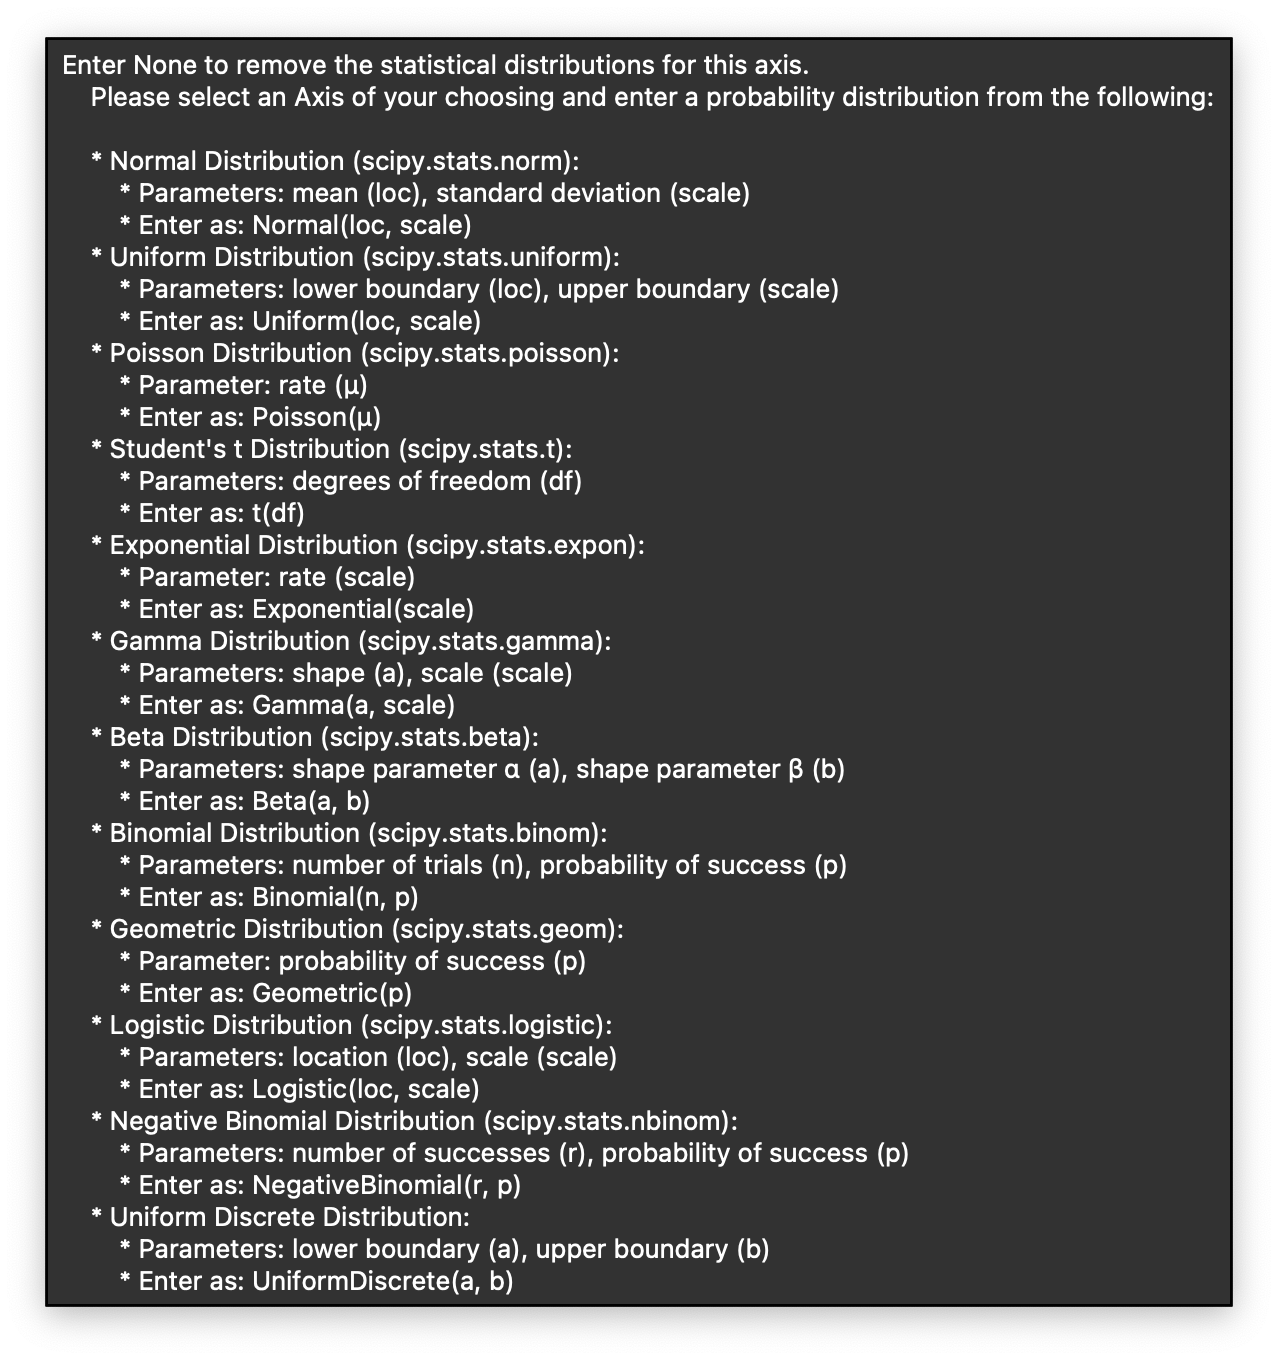 Enter None to remove the statistical distributions for this axis.
Please select an Axis of your choosing and enter a probability distribution from the following:
* Normal Distribution (scipy.stats.norm):
* Parameters: mean (loc), standard deviation (scale)
* Enter as: Normal(loc, scale)
* Uniform Distribution (scipy.stats.uniform):
* Parameters: lower boundary (loc), upper boundary (scale)
* Enter as: Uniform(loc, scale)
* Poisson Distribution (scipy.stats.poisson):
* Parameter: rate (μ)
* Enter as: Poisson(μ)
* Student's t Distribution (scipy.stats.t):
* Parameters: degrees of freedom (df)
* Enter as: t(df)
* Exponential Distribution (scipy.stats.expon):
* Parameter: rate (scale)
* Enter as: Exponential(scale)
* Gamma Distribution (scipy.stats.gamma):
* Parameters: shape (a), scale (scale)
* Enter as: Gamma(a, scale)
* Beta Distribution (scipy.stats.beta):
* Parameters: shape parameter α (a), shape parameter β (b)
* Enter as: Beta(a, b)
* Binomial Distribution (scipy.stats.binom):
* Parameters: number of trials (n), probability of success (p)
* Enter as: Binomial(n, p)
* Geometric Distribution (scipy.stats.geom):
* Parameter: probability of success (p)
* Enter as: Geometric(p)
* Logistic Distribution (scipy.stats.logistic):
* Parameters: location (loc), scale (scale)
* Enter as: Logistic(loc, scale)
* Negative Binomial Distribution (scipy.stats.nbinom):
* Parameters: number of successes (r), probability of success (p)
* Enter as: NegativeBinomial(r, p)
* Uniform Discrete Distribution:
* Parameters: lower boundary (a), upper boundary (b)
* Enter as: UniformDiscrete(a, b)